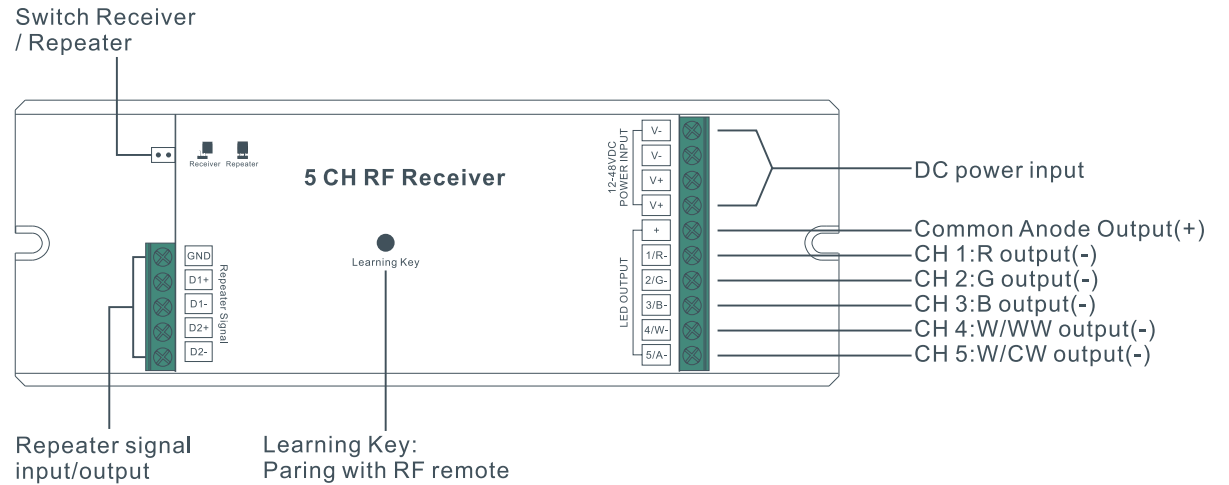 Switch Receiver
/ Repeater
Receiver
Repeater
5 CH RF Receiver
Learning Key
GND
D1+
D1-
D2+
D2-
Repeater Signal
12-48VDC
POWER INPUT
LED OUTPUT
V-
V-
V+
V+
+
1/R-
2/G-
3/B-
4/W-
5/A-
DC power input
Common Anode Output(+)
CH 1:R output(-)
CH 2:G output(-)
CH 3:B output(-)
CH 4:W/WW output(-)
CH 5:W/CW output(-)
Repeater signal
input/output
Learning Key:
Paring with RF remote